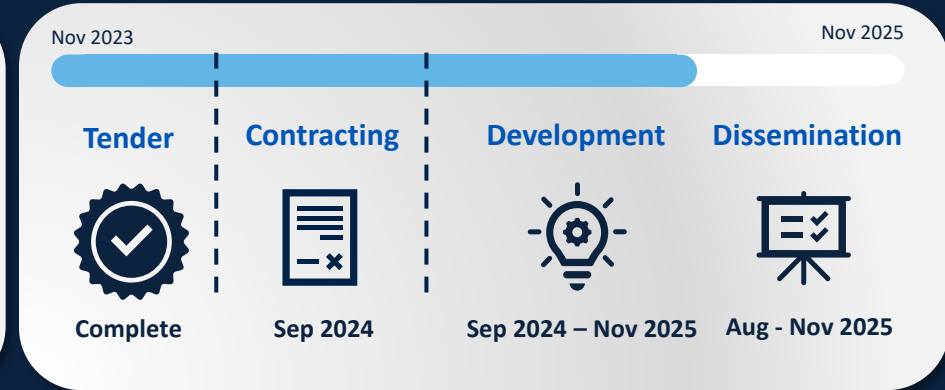 Nov 2023
Nov 2025
Tender
Contracting
Development
Dissemination
Complete
Sep 2024
Sep 2024 – Nov 2025
Aug - Nov 2025